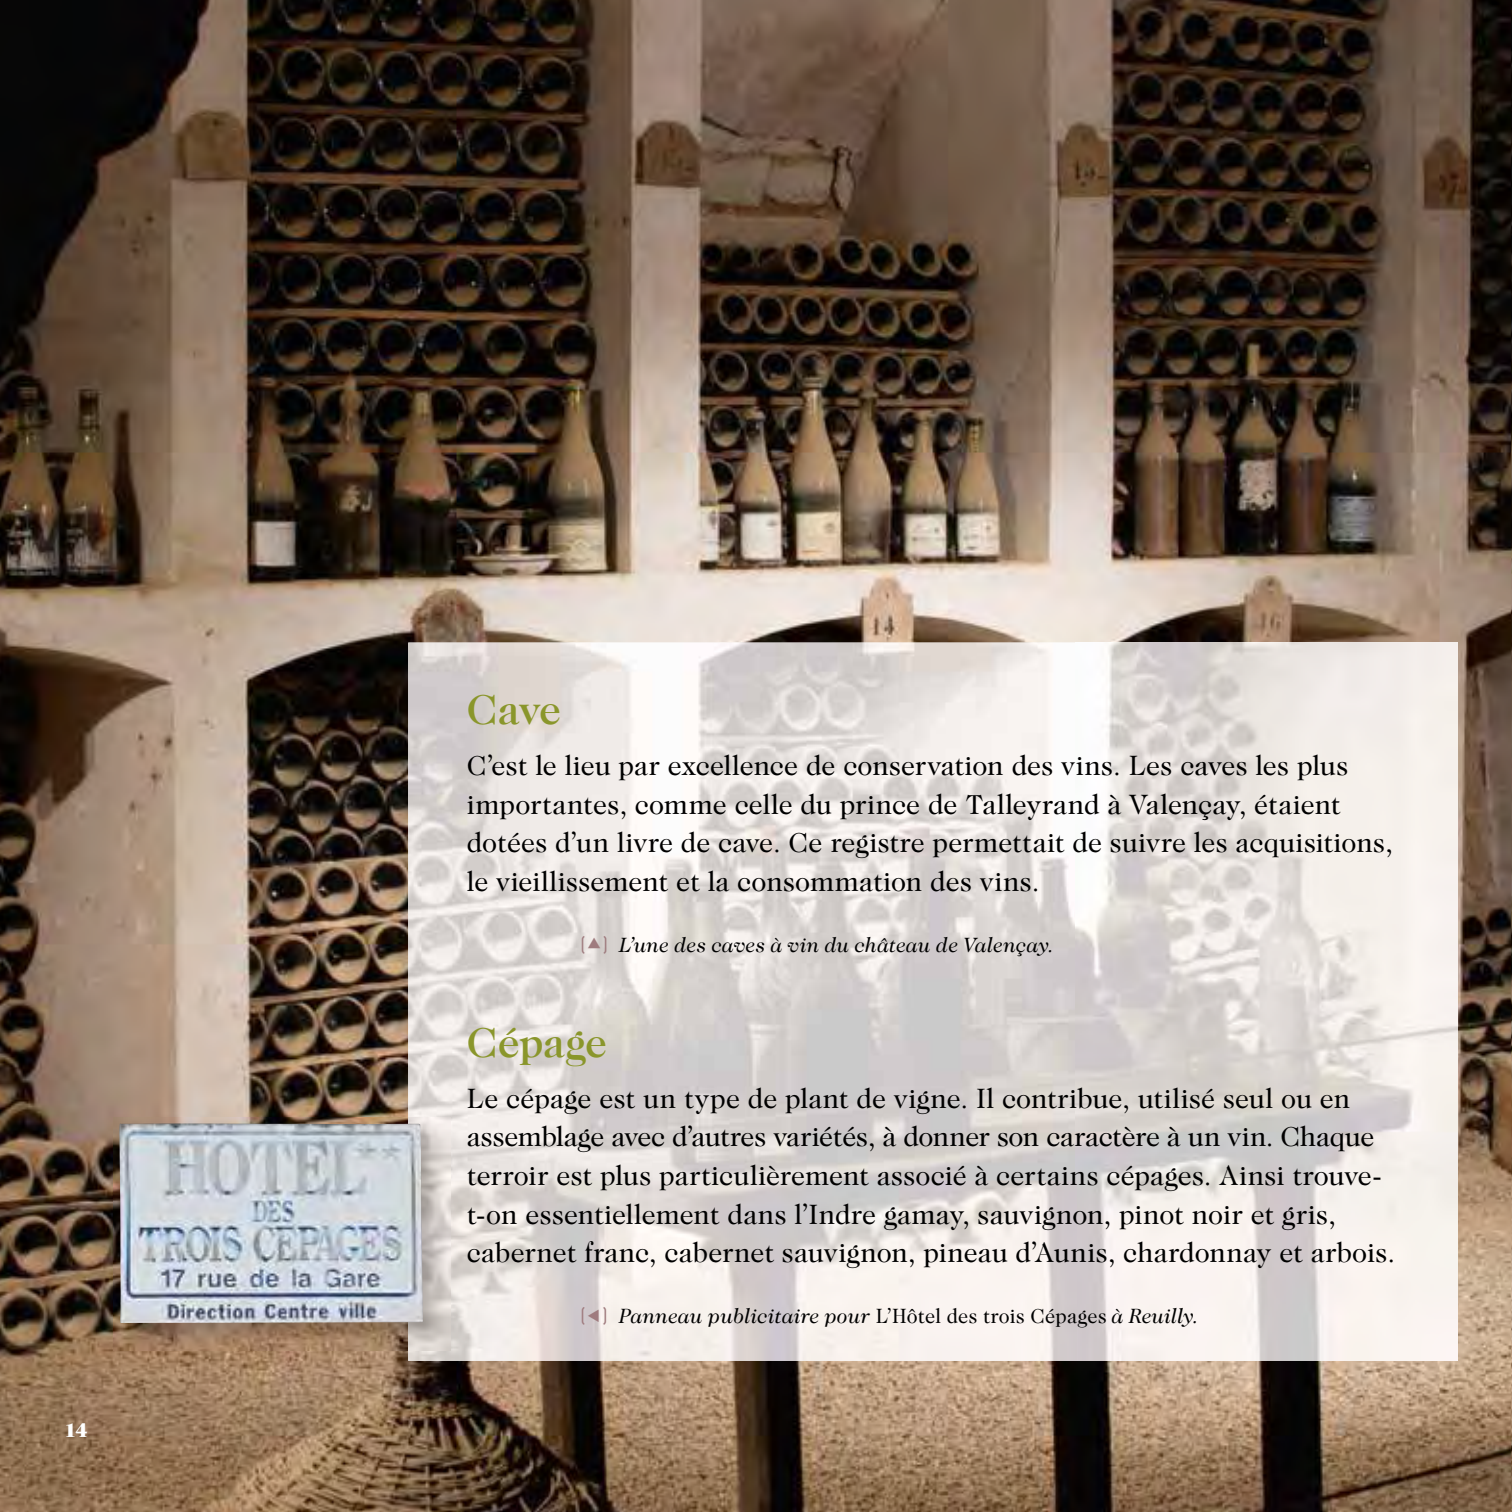 15
17
14
16
Cave
C’est le lieu par excellence de conservation des vins. Les caves les plus
importantes, comme celle du prince de Talleyrand à Valençay, étaient
dotées d’un livre de cave. Ce registre permettait de suivre les acquisitions,
le vieillissement et la consommation des vins.
[▲] L’une des caves à vin du château de Valençay.
Cépage
Le cépage est un type de plant de vigne. Il contribue, utilisé seul ou en
assemblage avec d’autres variétés, à donner son caractère à un vin. Chaque
terroir est plus particulièrement associé à certains cépages. Ainsi trouve-
t-on essentiellement dans l’Indre gamay, sauvignon, pinot noir et gris,
cabernet franc, cabernet sauvignon, pineau d’Aunis, chardonnay et arbois.
[◄] Panneau publicitaire pour L’Hôtel des trois Cépages à Reuilly.
HOTEL**
DES
TROIS CEPAGES
17 rue de la Gare
Direction Centre ville
14